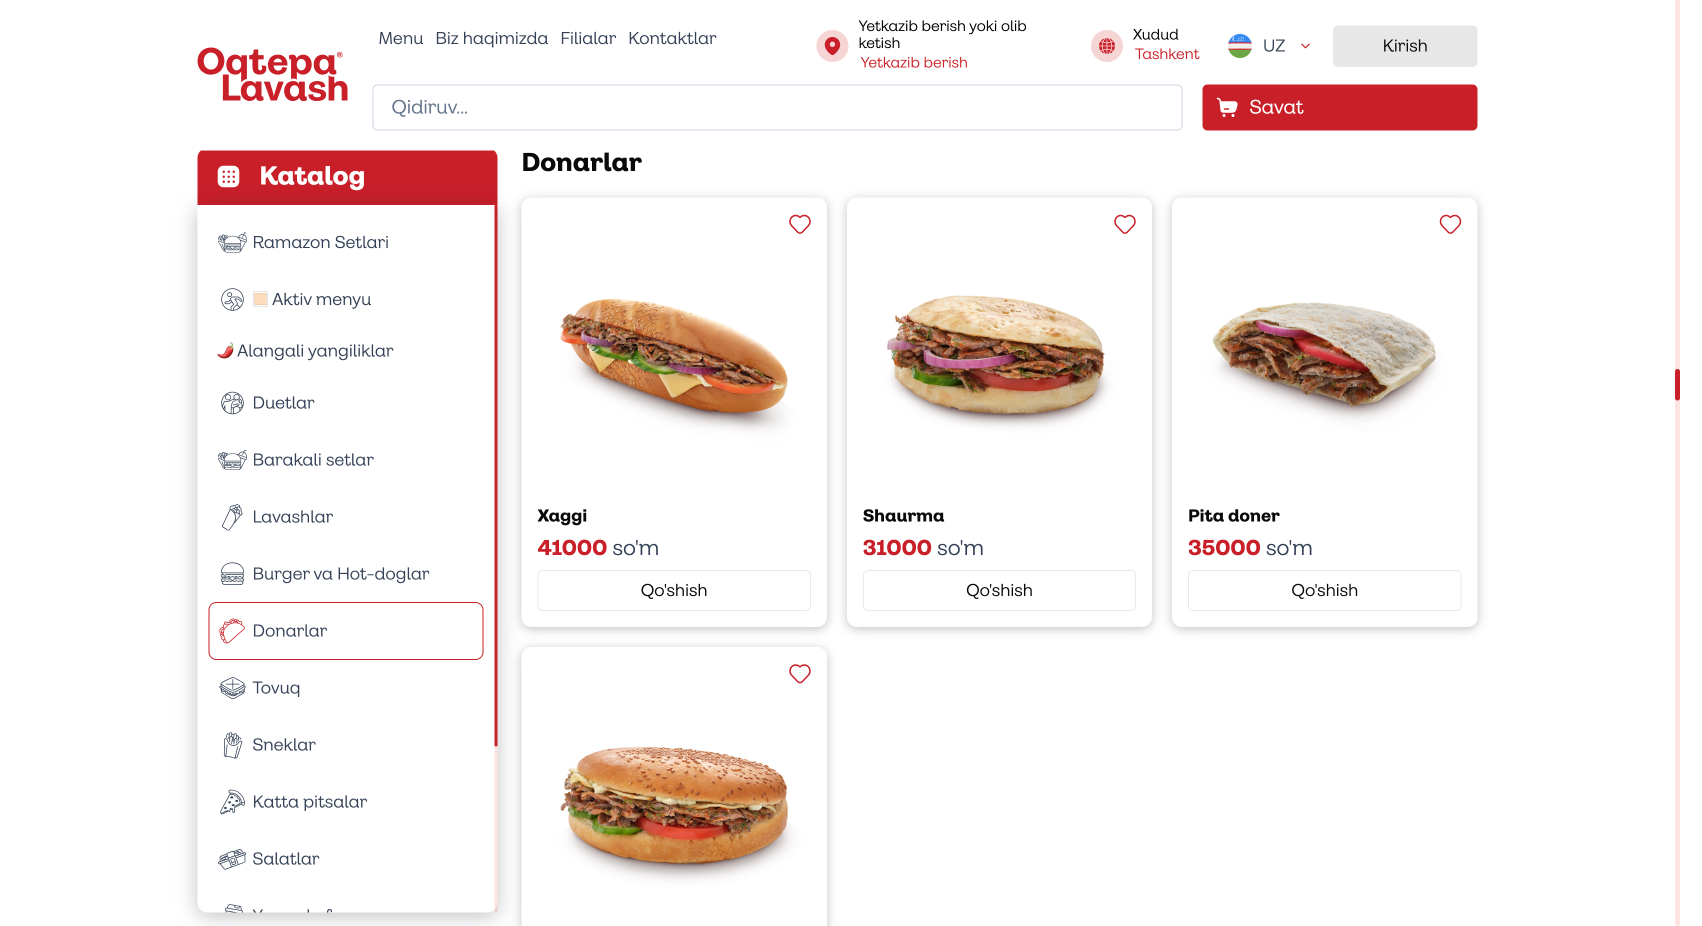 Oqtepa®
Lavash
Menu Biz haqimizda Filialar Kontaktlar
Yetkazib berish yoki olib
ketish
Yetkazib berish
Xudud
Tashkent
UZ
Kirish
Qidiruv...
Savat
Katalog
Ramazon Setlari
Aktiv menyu
Alangali yangiliklar
Duetlar
Barakali setlar
Lavashlar
Burger va Hot-doglar
Donarlar
Tovuq
Sneklar
Katta pitsalar
Salatlar
Donarlar
Xaggi
41000 so'm
Qo'shish
Shaurma
31000 so'm
Qo'shish
Pita doner
35000 so'm
Qo'shish